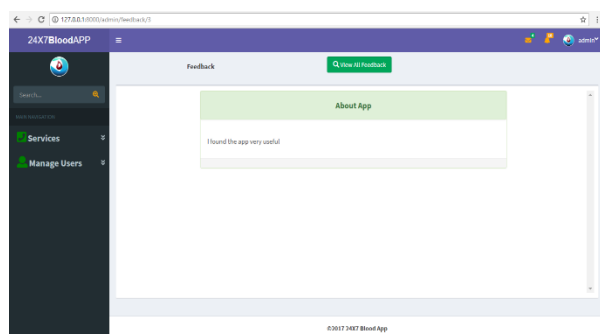 127.0.0.1:8000/admin/feedback/3
24X7BloodAPP
admin
Search...
MAIN NAVIGATION
Services
Manage Users
Feedback
View All Feedback
About App
I found the app very useful
©2017 24X7 Blood App